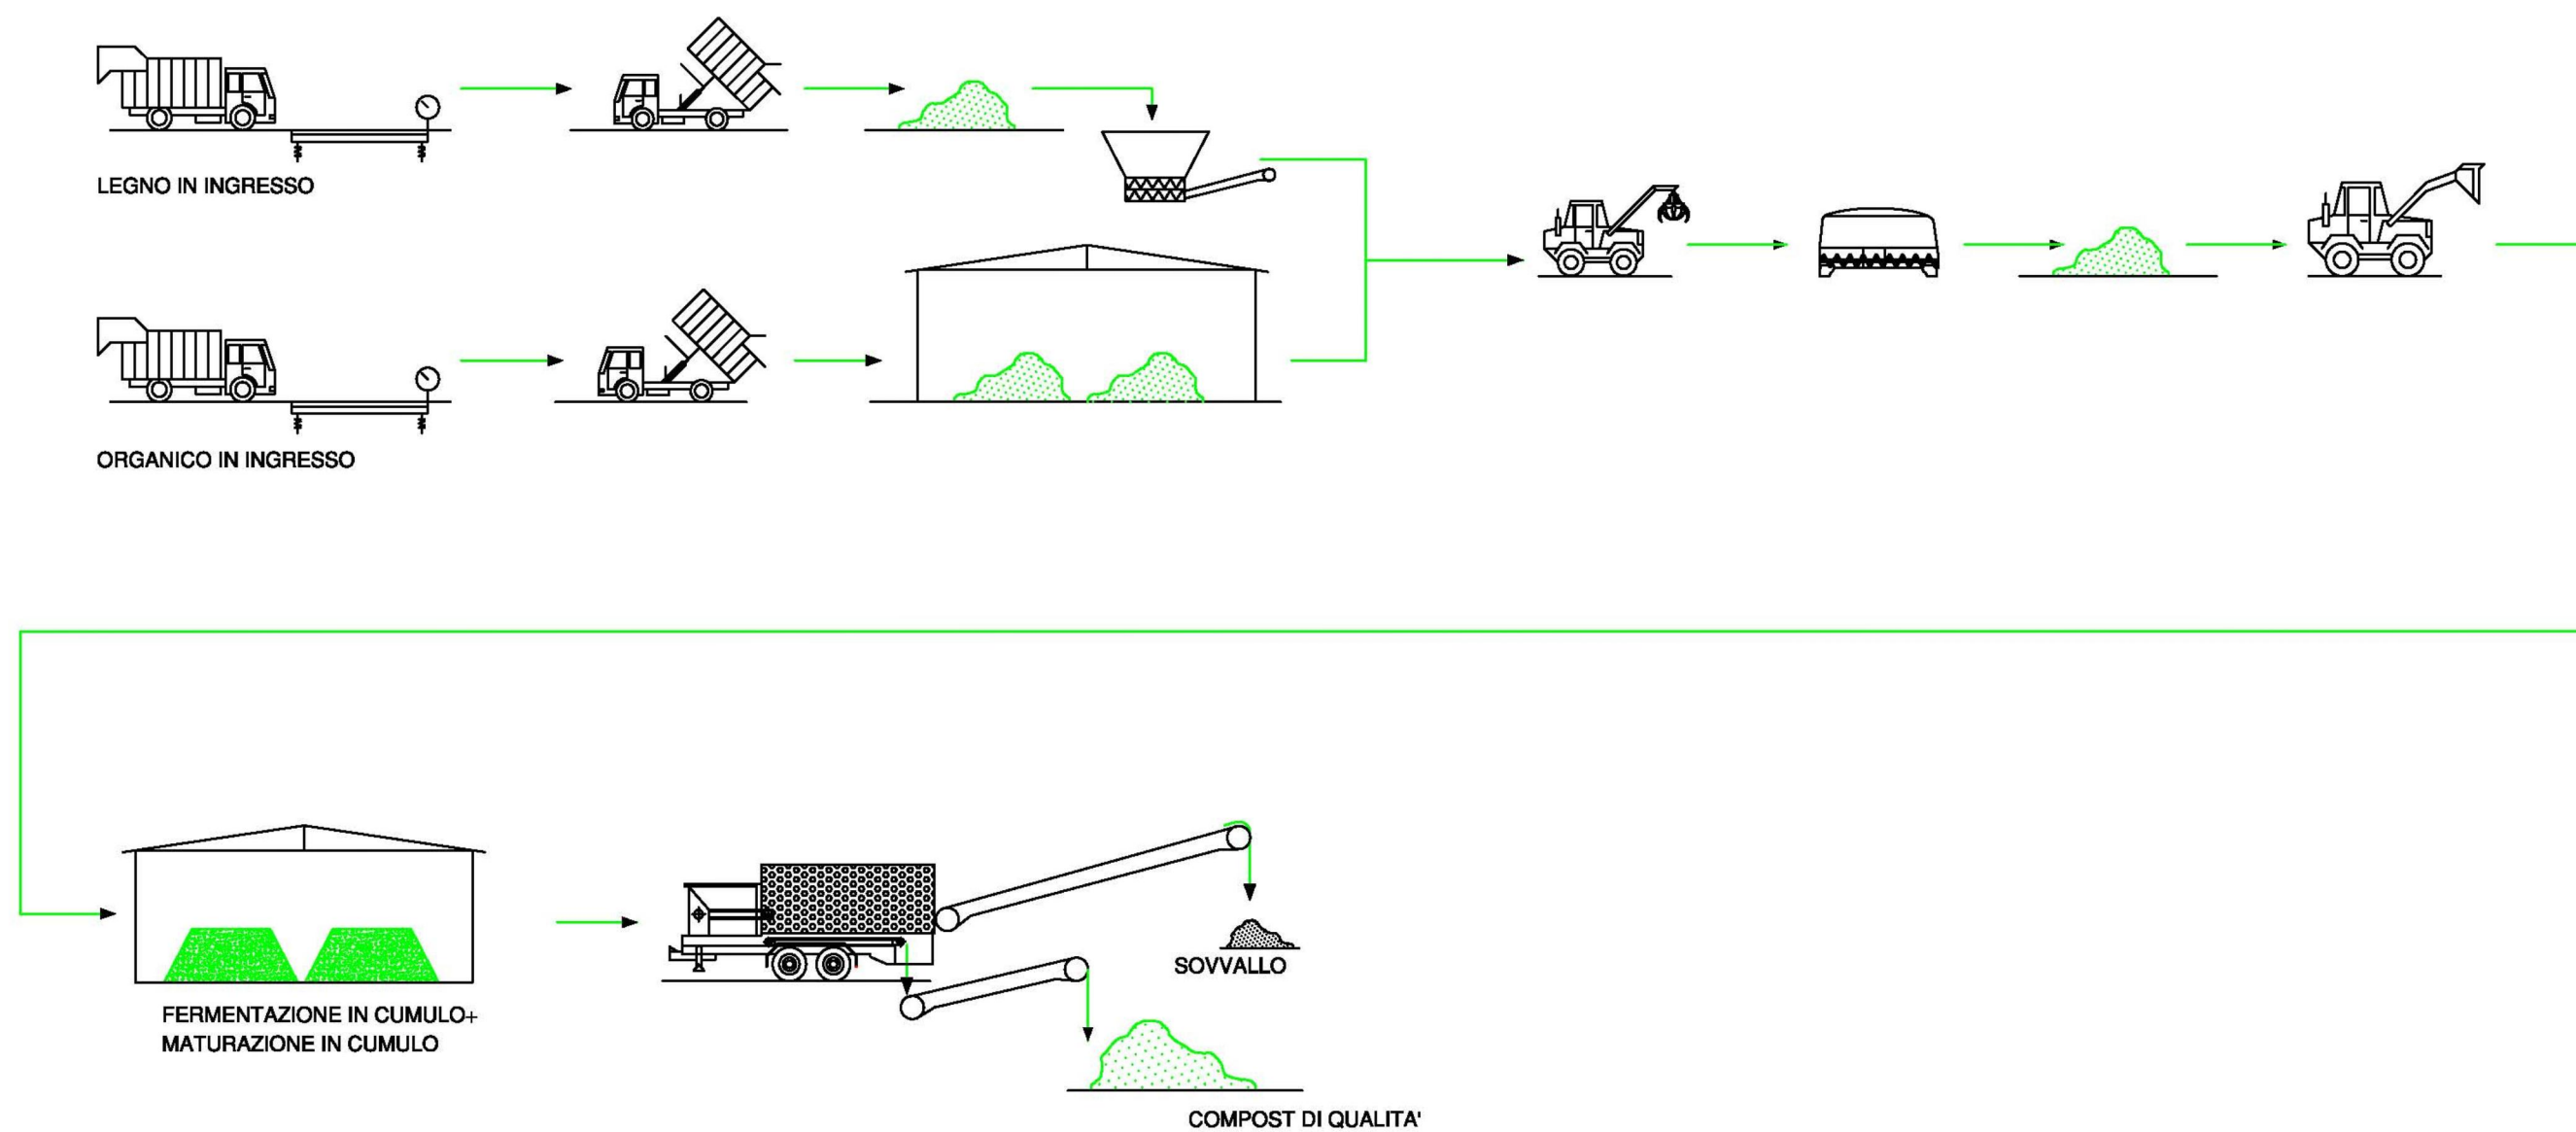 LEGNO IN INGRESSO
ORGANICO IN INGRESSO
FERMENTAZIONE IN CUMULO+
MATURAZIONE IN CUMULO
SOVVALLO
COMPOST DI QUALITA'